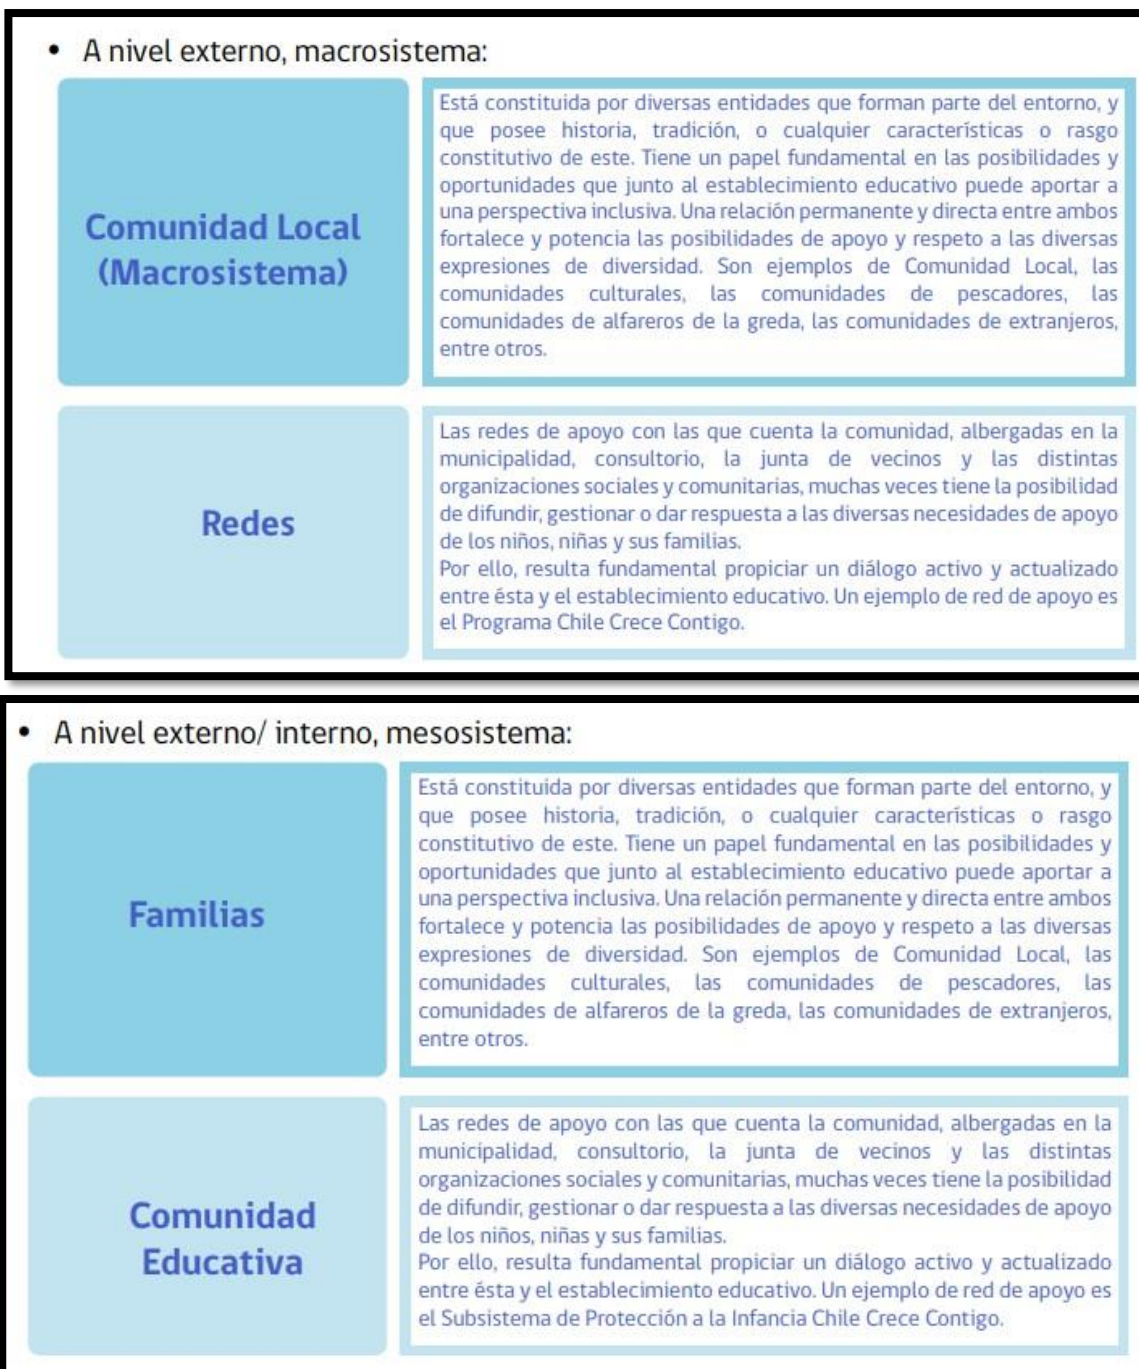 • A nivel externo, macrosistema:
Comunidad Local
(Macrosistema)
Está constituida por diversas entidades que forman parte del entorno, y
que posee historia, tradición, o cualquier características o rasgo
constitutivo de este. Tiene un papel fundamental en las posibilidades y
oportunidades que junto al establecimiento educativo puede aportar a
una perspectiva inclusiva. Una relación permanente y directa entre ambos
fortalece y potencia las posibilidades de apoyo y respeto a las diversas
expresiones de diversidad. Son ejemplos de Comunidad Local, las
comunidades culturales, las comunidades de pescadores, las
comunidades de alfareros de la greda, las comunidades de extranjeros,
entre otros.
Redes
Las redes de apoyo con las que cuenta la comunidad, albergadas en la
municipalidad, consultorio, la junta de vecinos y las distintas
organizaciones sociales y comunitarias, muchas veces tiene la posibilidad
de difundir, gestionar o dar respuesta a las diversas necesidades de apoyo
de los niños, niñas y sus familias.
Por ello, resulta fundamental propiciar un diálogo activo y actualizado
entre ésta y el establecimiento educativo. Un ejemplo de red de apoyo es
el Programa Chile Crece Contigo.
• A nivel externo/ interno, mesosistema:
Familias
Está constituida por diversas entidades que forman parte del entorno, y
que posee historia, tradición, o cualquier características o rasgo
constitutivo de este. Tiene un papel fundamental en las posibilidades y
oportunidades que junto al establecimiento educativo puede aportar a
una perspectiva inclusiva. Una relación permanente y directa entre ambos
fortalece y potencia las posibilidades de apoyo y respeto a las diversas
expresiones de diversidad. Son ejemplos de Comunidad Local, las
comunidades culturales, las comunidades de pescadores, las
comunidades de alfareros de la greda, las comunidades de extranjeros,
entre otros.
Comunidad
Educativa
Las redes de apoyo con las que cuenta la comunidad, albergadas en la
municipalidad, consultorio, la junta de vecinos y las distintas
organizaciones sociales y comunitarias, muchas veces tiene la posibilidad
de difundir, gestionar o dar respuesta a las diversas necesidades de apoyo
de los niños, niñas y sus familias.
Por ello, resulta fundamental propiciar un diálogo activo y actualizado
entre ésta y el establecimiento educativo. Un ejemplo de red de apoyo es
el Subsistema de Protección a la Infancia Chile Crece Contigo.